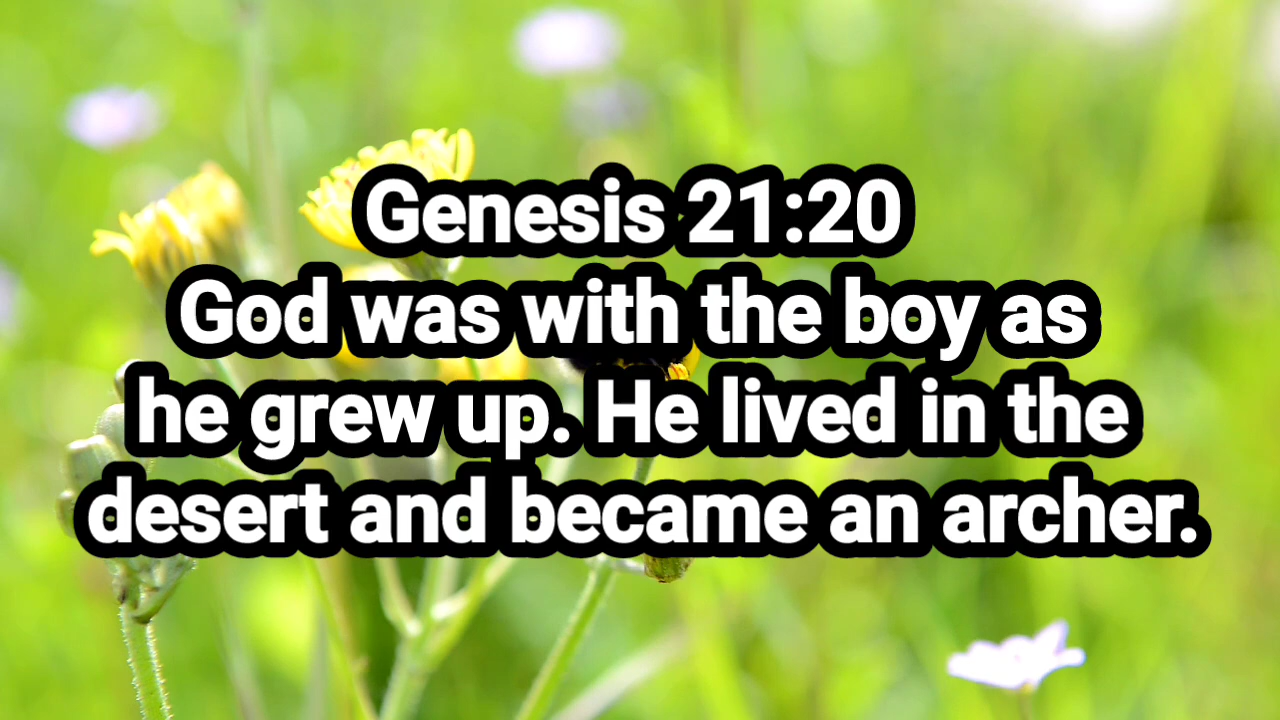 Genesis 21:20
God was with the boy as
he grew up. He lived in the
desert and became an archer.